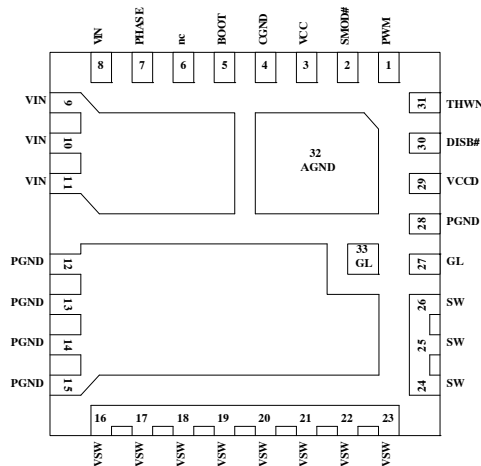 VIN PHASE nc BOOT CGND VCC SMOD# PWM
8 7 6 5 4 3 2 1
VIN 9
31 THWN
VIN 10
30 DISB#
32
AGND
VIN 11
29 VCCD
28 PGND
33
GL
PGND 12
27 GL
PGND 13
26 SW
PGND 14
25 SW
PGND 15
24 SW
16 17 18 19 20 21 22 23
VSW VSW VSW VSW VSW VSW VSW VSW